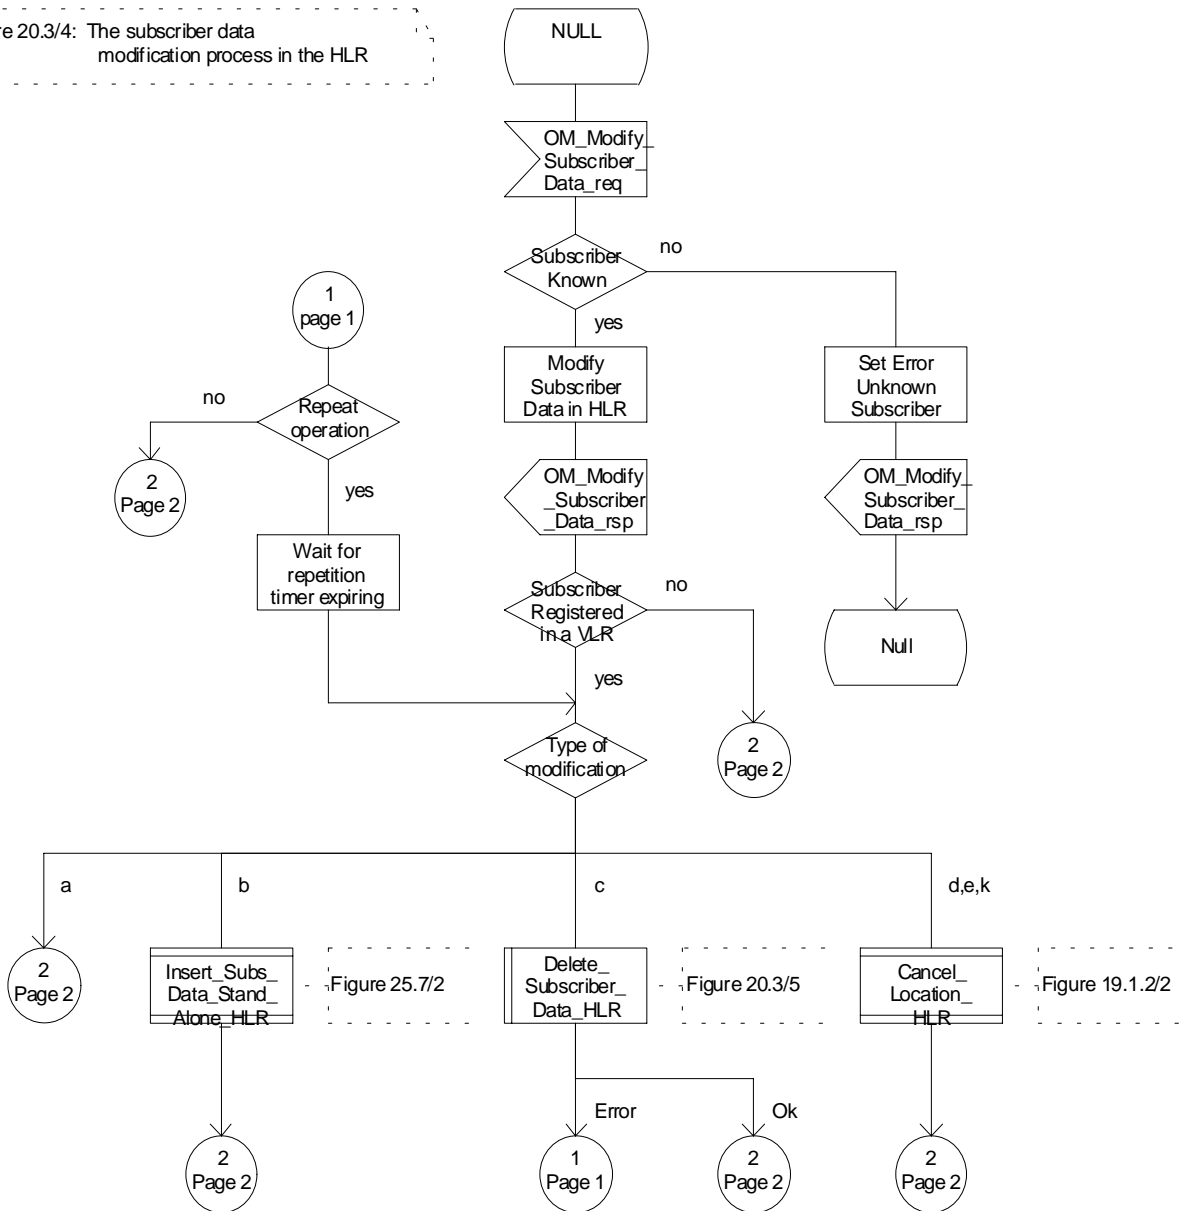 re 20.3/4: The subscriber data
modification process in the HLR
NULL
OM_Modify_
Subscriber_
Data_req
Subscriber
Known
no
yes
1
page 1
Repeat
operation
no
2
Page 2
yes
Wait for
repetition
timer expiring
Modify
Subscriber
Data in HLR
Set Error
Unknown
Subscriber
OM_Modify
_Subscriber
_Data_rsp
OM_Modify_
Subscriber_
Data_rsp
Subscriber
Registered
in a VLR
no
yes
Null
Type of
modification
2
Page 2
a
b
c
d,e,k
2
Page 2
Insert_Subs_
Data_Stand_
Alone_HLR
Figure 25.7/2
Delete_
Subscriber_
Data_HLR
Figure 20.3/5
Cancel_
Location_
HLR
Figure 19.1.2/2
Error
Ok
2
Page 2
1
Page 1
2
Page 2
2
Page 2